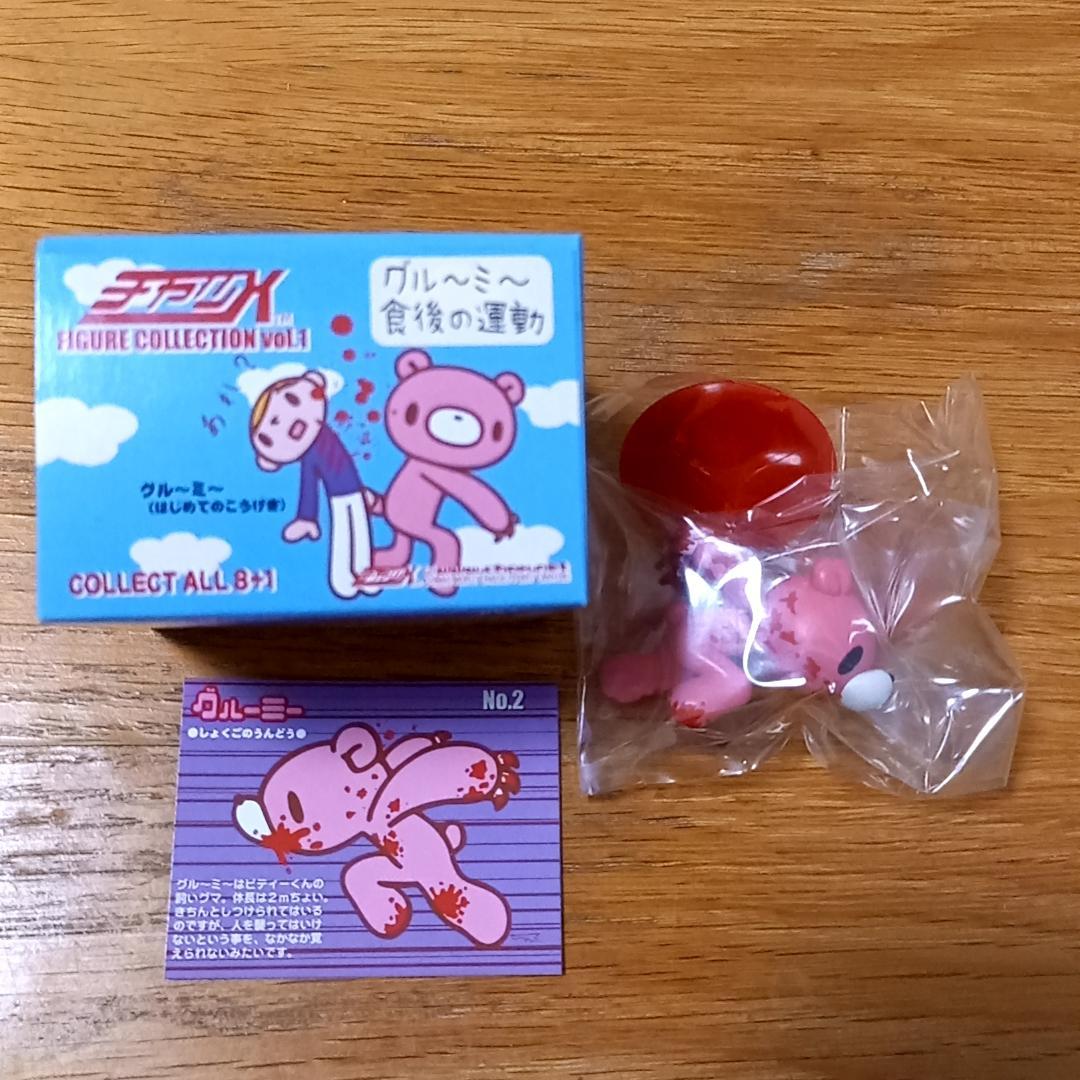 チャックスTM
FIGURE COLLECTION vol.1
グル～ミ～
食後の運動
あれ？
グル～ミ～
（はじめてのこうげき）
COLLECT ALL 8+1
グルーミー
No.2
●しょくごのうんどう●
グル～ミ～はピティーくんの
飼いグマ。体長は2mちょい。
きちんとしつけられてはいる
のですが、人を襲ってはいけ
ないという事を、なかなか覚
えられないみたいです。